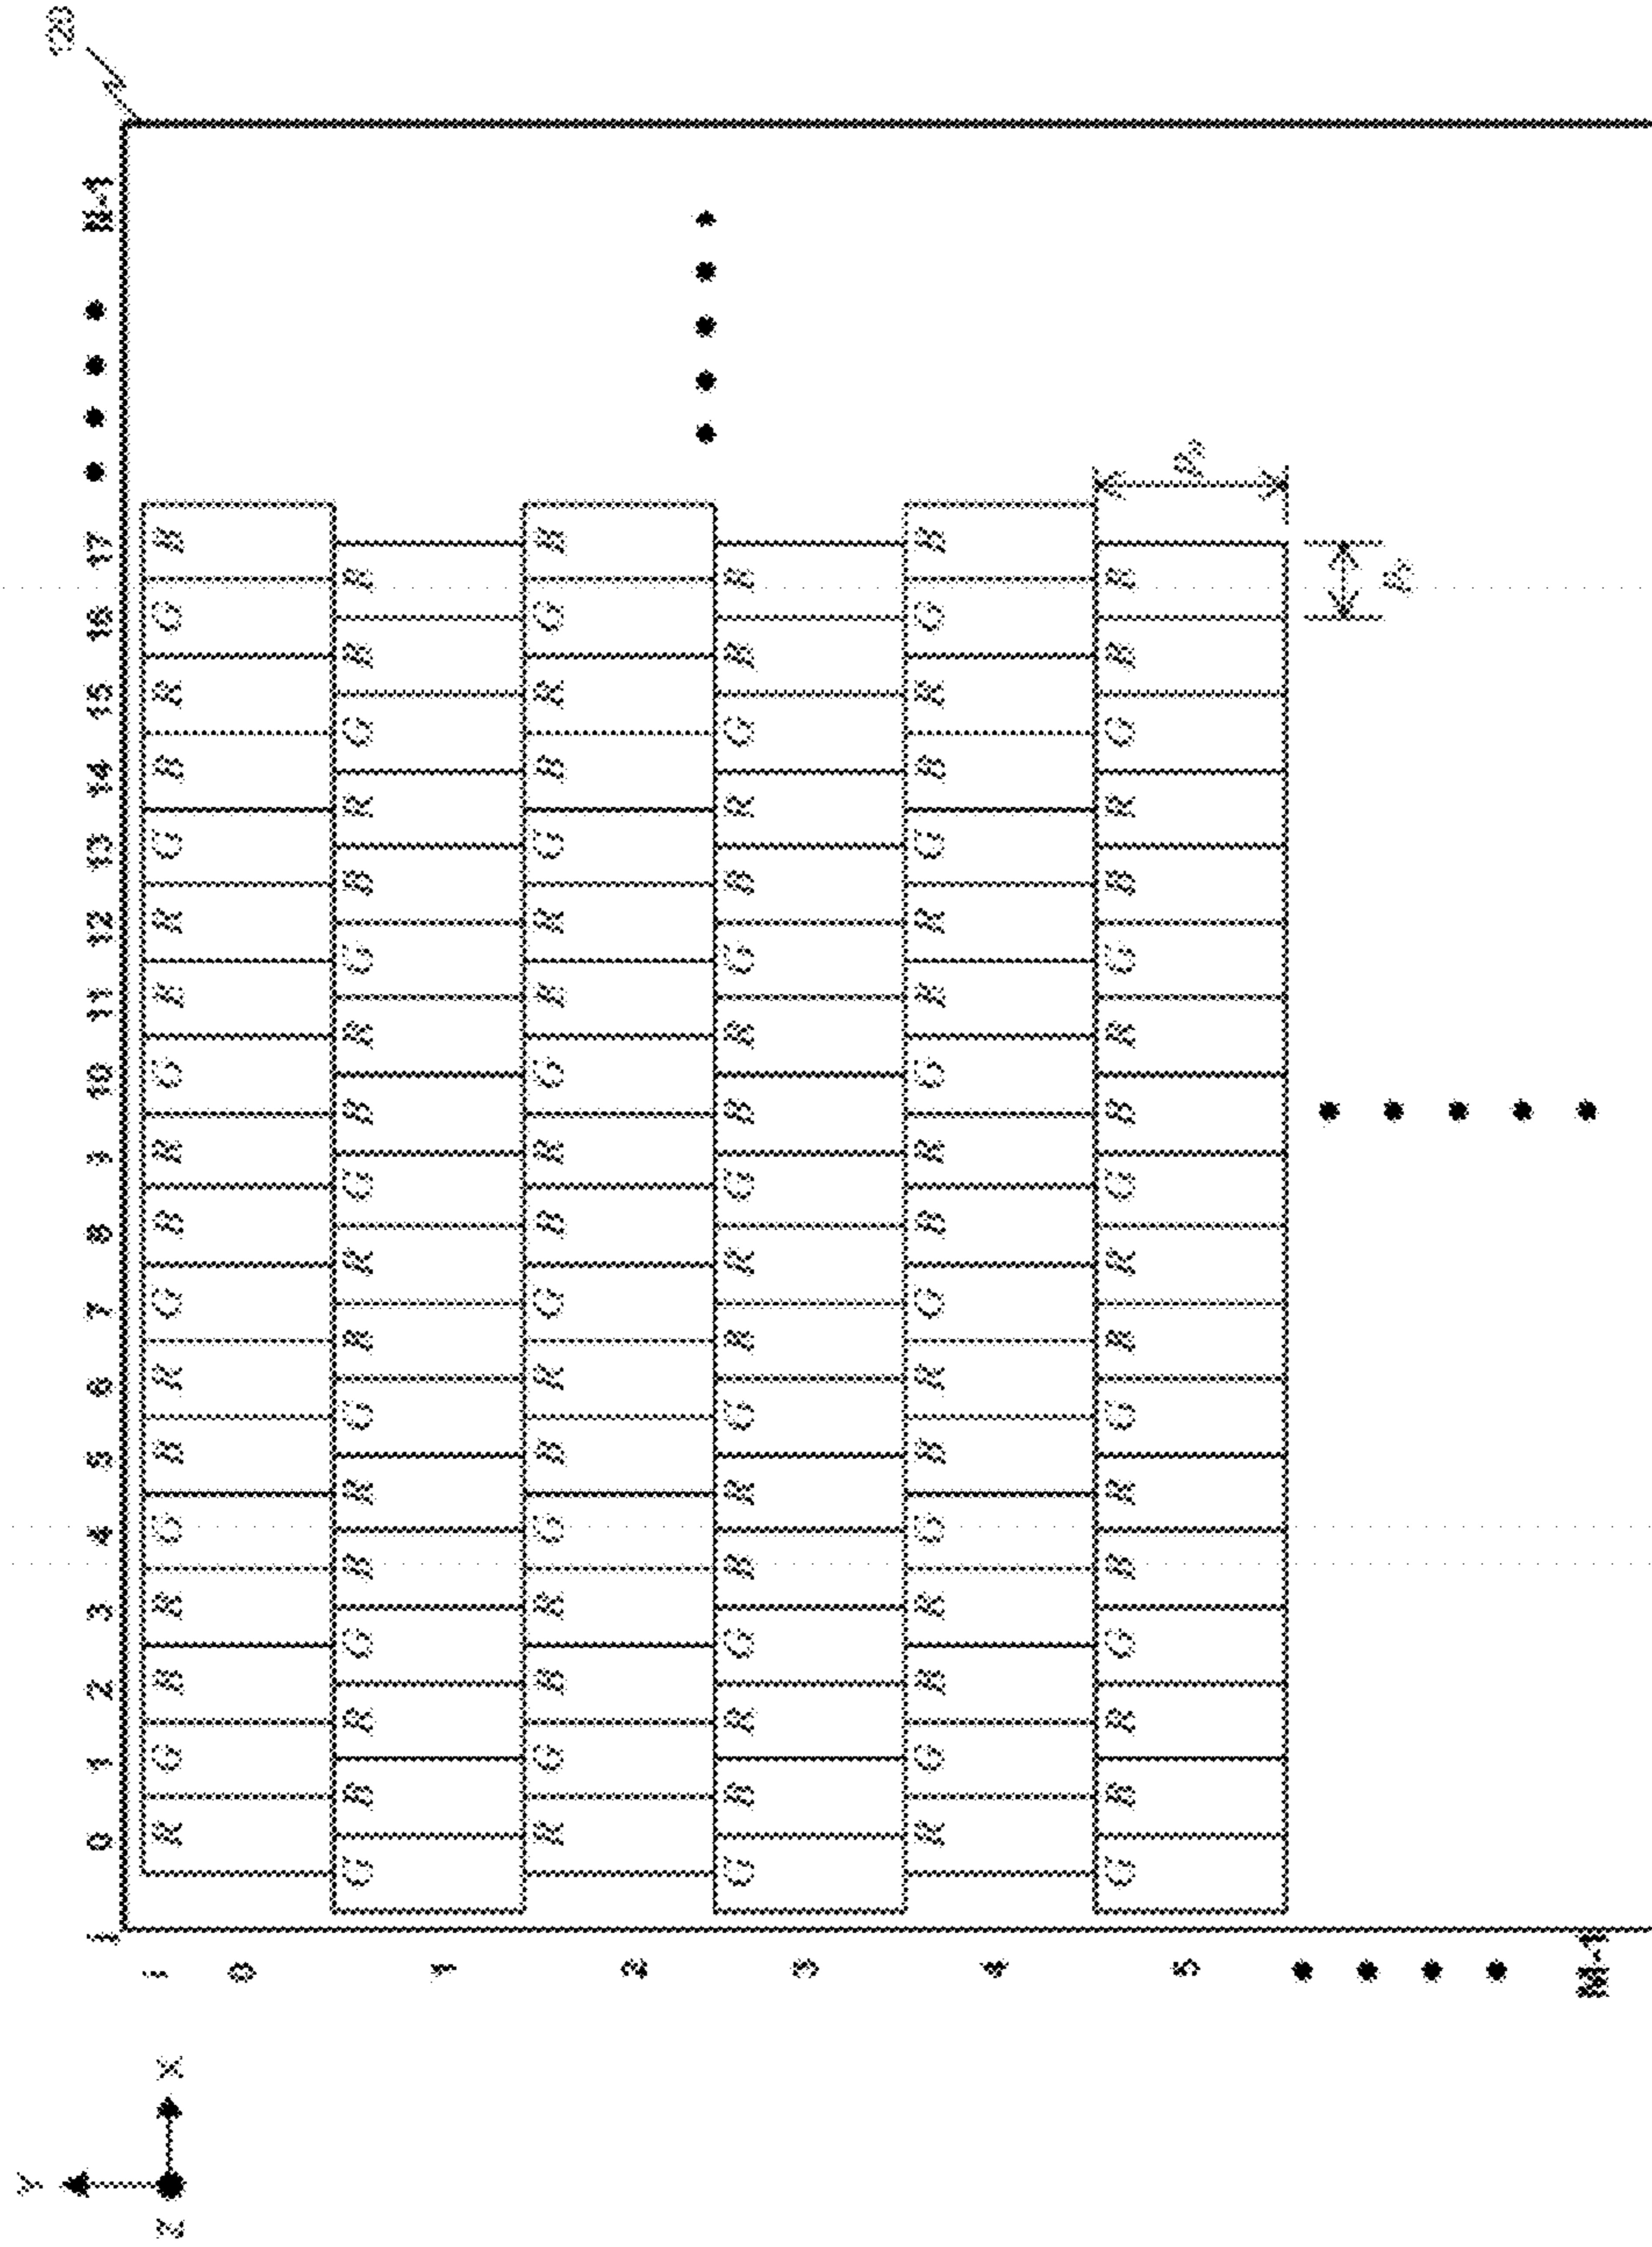 120
j 0 1 2 3 4 5 6 7 8 9 10 11 12 13 14 15 16 17 N-1
i
0 R G B R G B R G B R G B R G B R G B
1 G B R G B R G B R G B R G B R G B R
2 R G B R G B R G B R G B R G B R G B
3 G B R G B R G B R G B R G B R G B R
4 R G B R G B R G B R G B R G B R G B
5 G B R G B R G B R G B R G B R G B R
M-1
Y
Z X